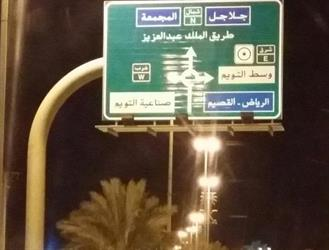 جلاجل شمال N المجمعة
طريق الملك عبدالعزيز
شرق E
غرب W
وسط التويم
صناعية التويم
الرياض - القصيم